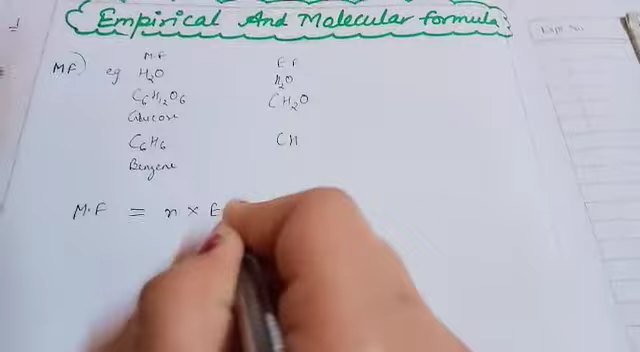 Empirical And Molecular formula
M.F E.F
MF) eg H₂O H₂O
C₆H₁₂O₆ CH₂O
Glucose
C₆H₆ CH
Benzene
M.F = n × E